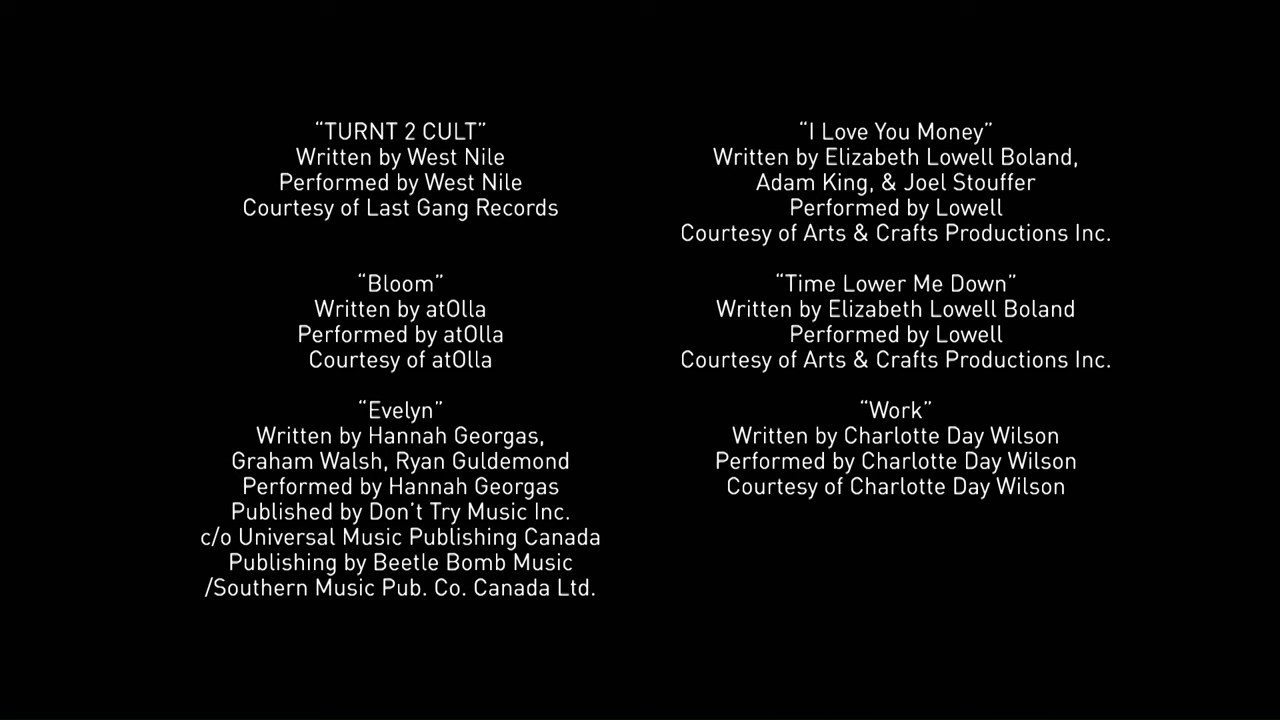 “TURNT 2 CULT”
Written by West Nile
Performed by West Nile
Courtesy of Last Gang Records
“Bloom”
Written by atOlla
Performed by atOlla
Courtesy of atOlla
“Evelyn”
Written by Hannah Georgas,
Graham Walsh, Ryan Guldemond
Performed by Hannah Georgas
Published by Don’t Try Music Inc.
c/o Universal Music Publishing Canada
Publishing by Beetle Bomb Music
/Southern Music Pub. Co. Canada Ltd.
“I Love You Money”
Written by Elizabeth Lowell Boland,
Adam King, & Joel Stouffer
Performed by Lowell
Courtesy of Arts & Crafts Productions Inc.
“Time Lower Me Down”
Written by Elizabeth Lowell Boland
Performed by Lowell
Courtesy of Arts & Crafts Productions Inc.
“Work”
Written by Charlotte Day Wilson
Performed by Charlotte Day Wilson
Courtesy of Charlotte Day Wilson